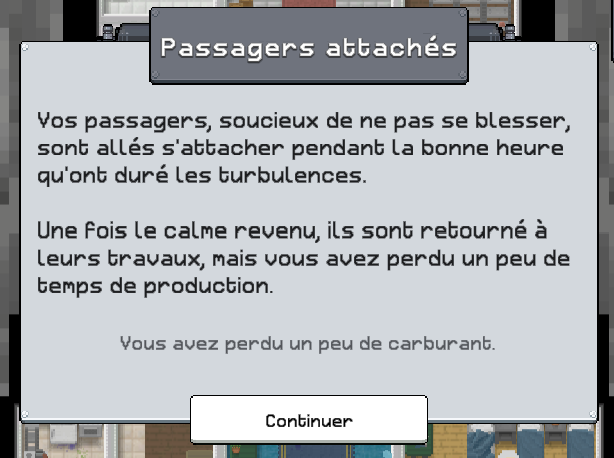 Passagers attachés
Vos passagers, soucieux de ne pas se blesser,
sont allés s'attacher pendant la bonne heure
qu'ont duré les turbulences.
Une fois le calme revenu, ils sont retourné à
leurs travaux, mais vous avez perdu un peu de
temps de production.
Vous avez perdu un peu de carburant.
Continuer